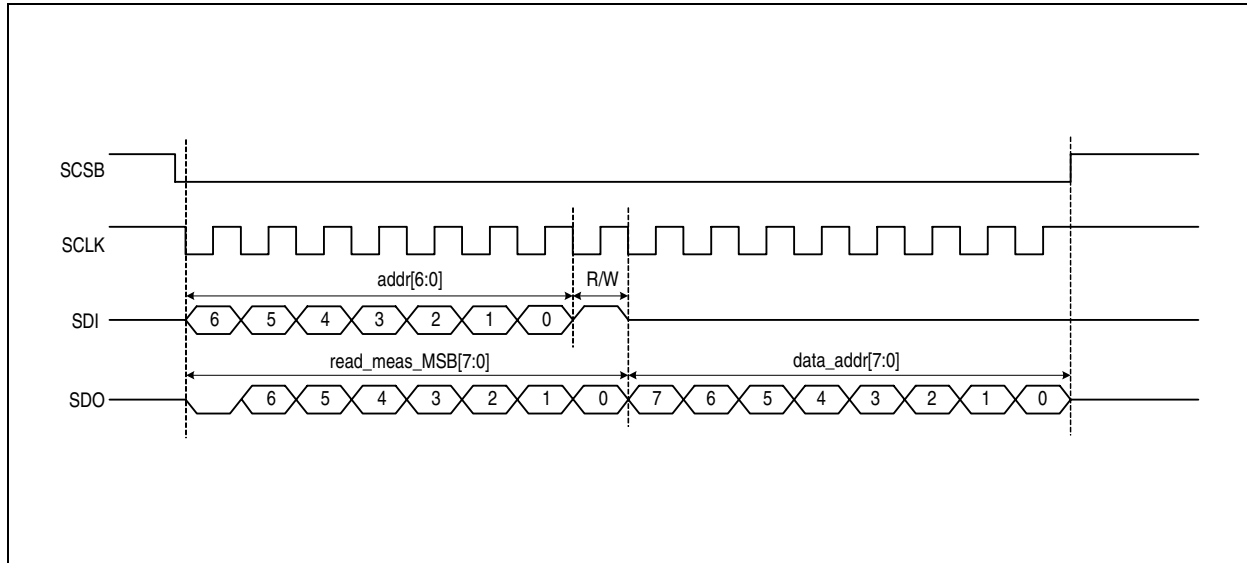 SCSB
SCLK
addr[6:0] R/W
SDI 6 5 4 3 2 1 0
read_meas_MSB[7:0] data_addr[7:0]
SDO 6 5 4 3 2 1 0 7 6 5 4 3 2 1 0